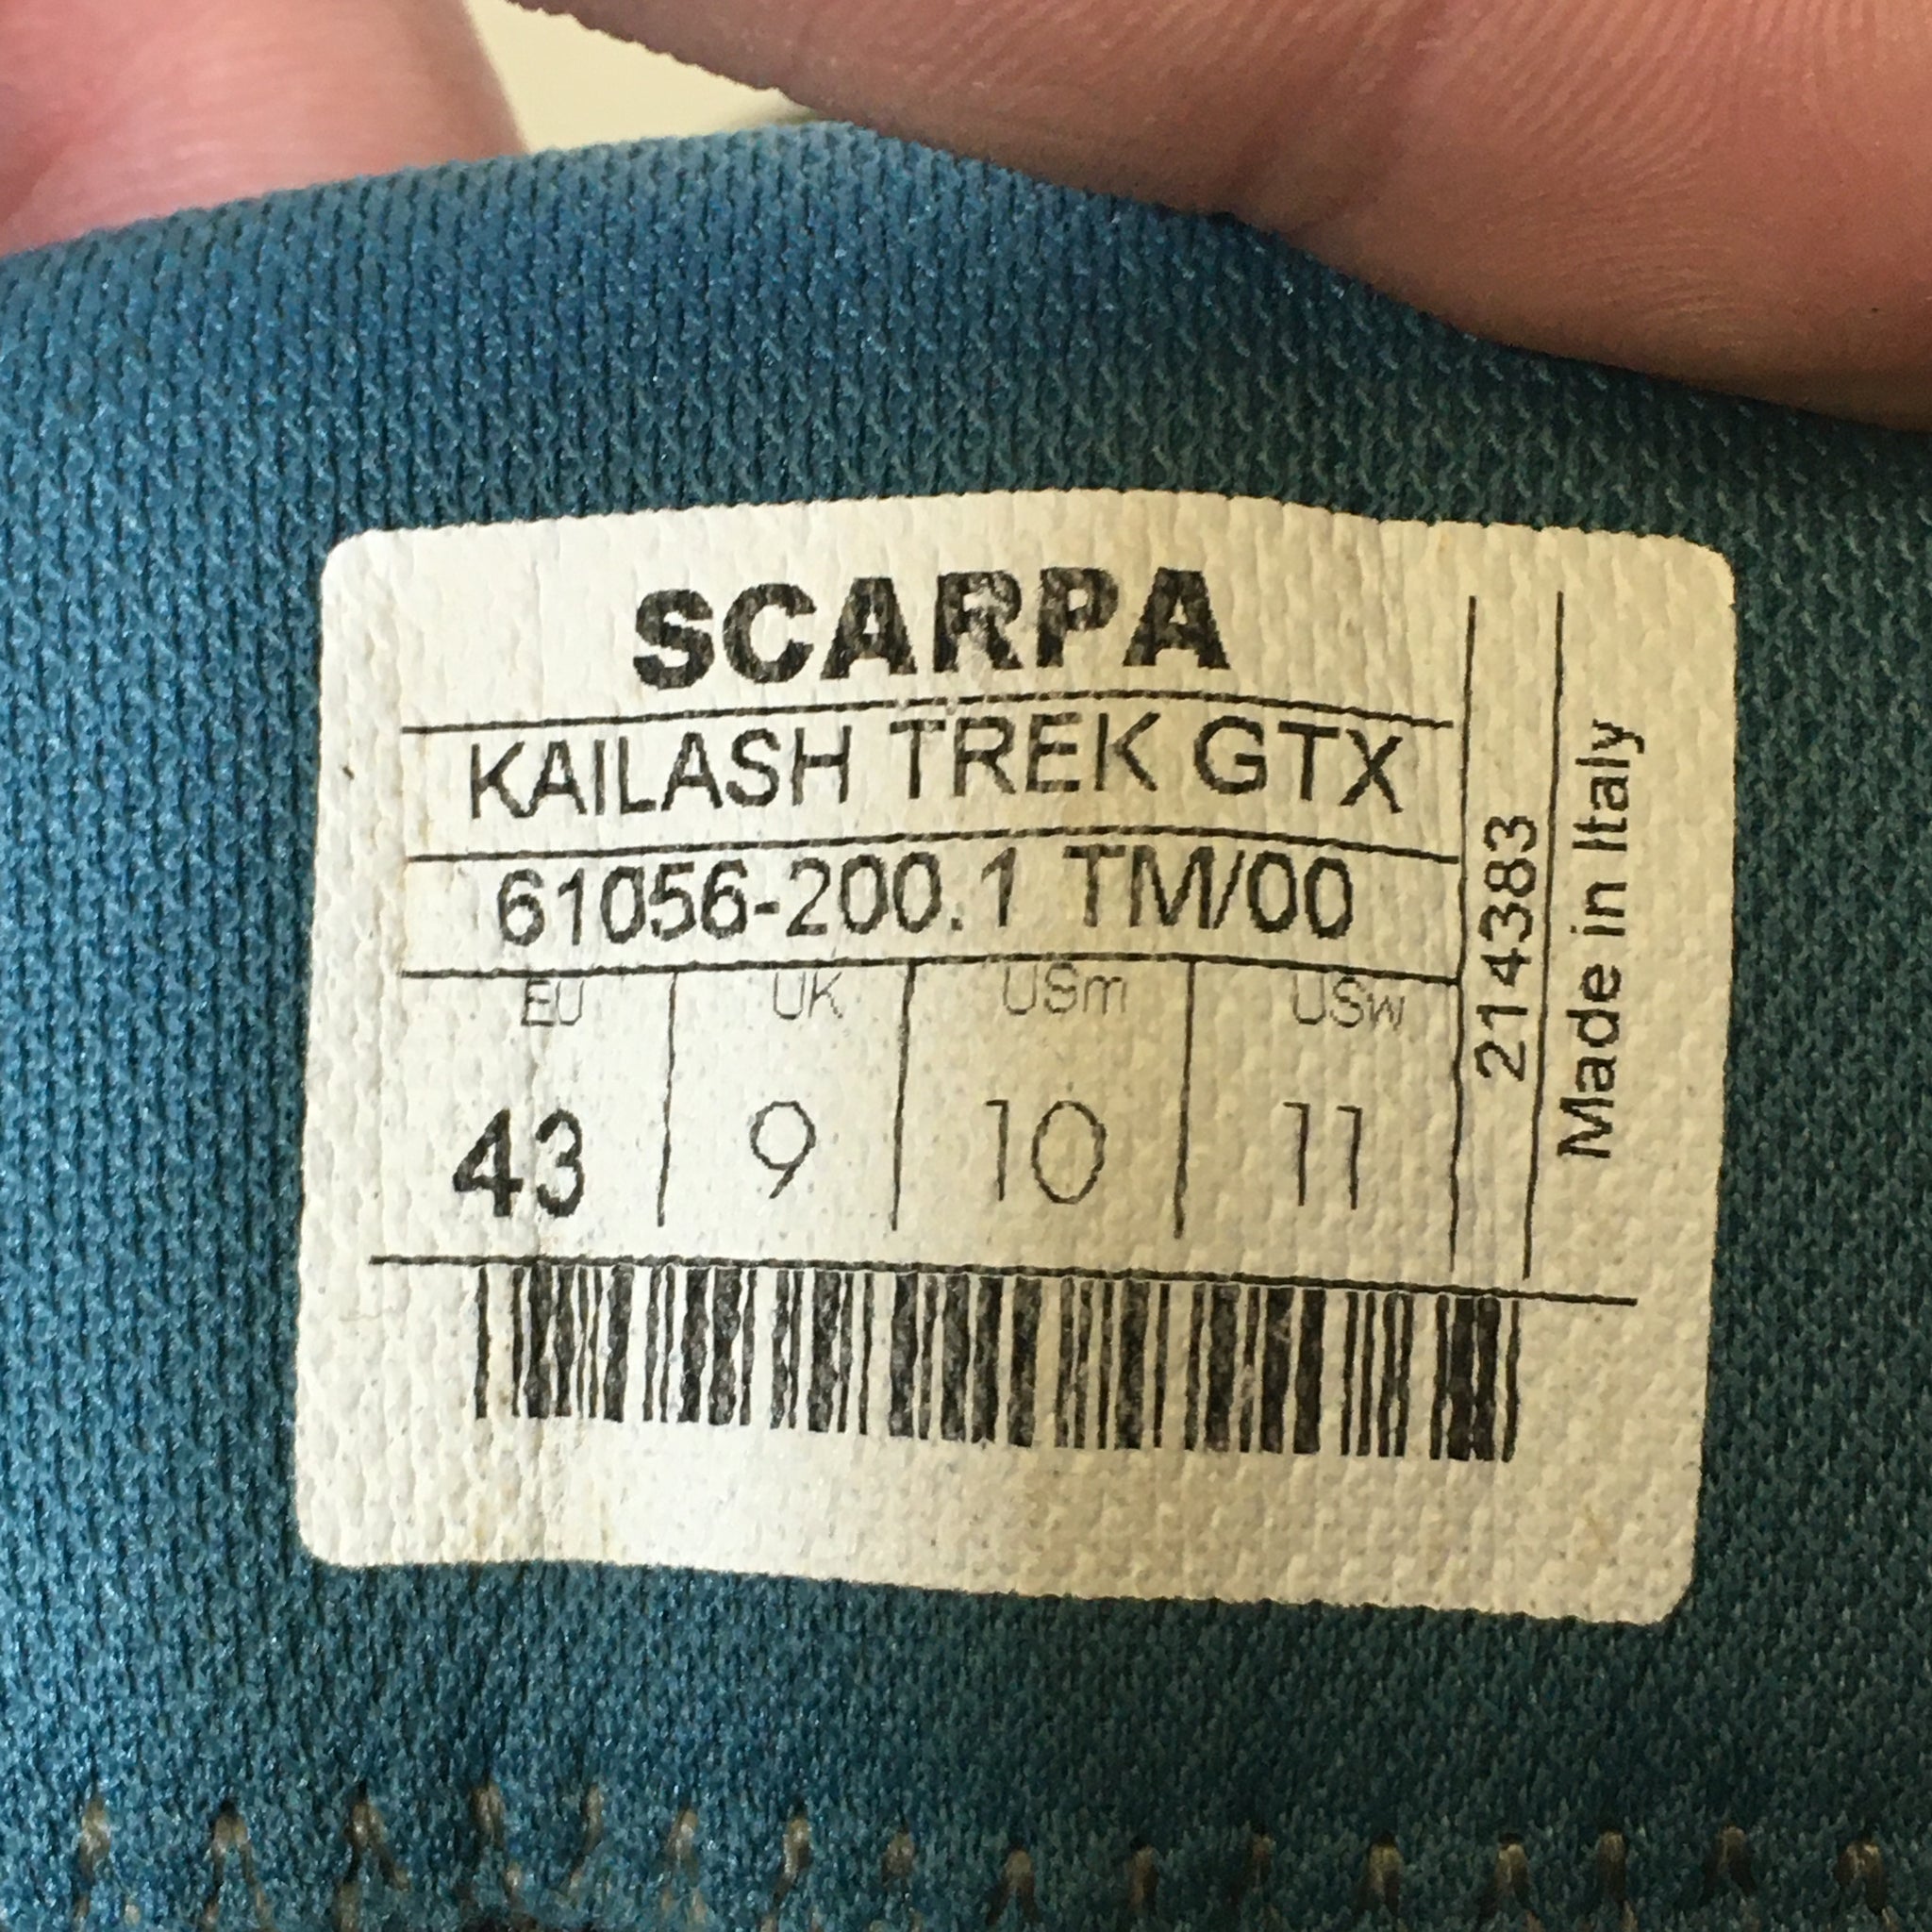 SCARPA
KAILASH TREK GTX
61056-200.1 TM/00
EU UK USm USw
43 9 10 11
214383
Made in Italy